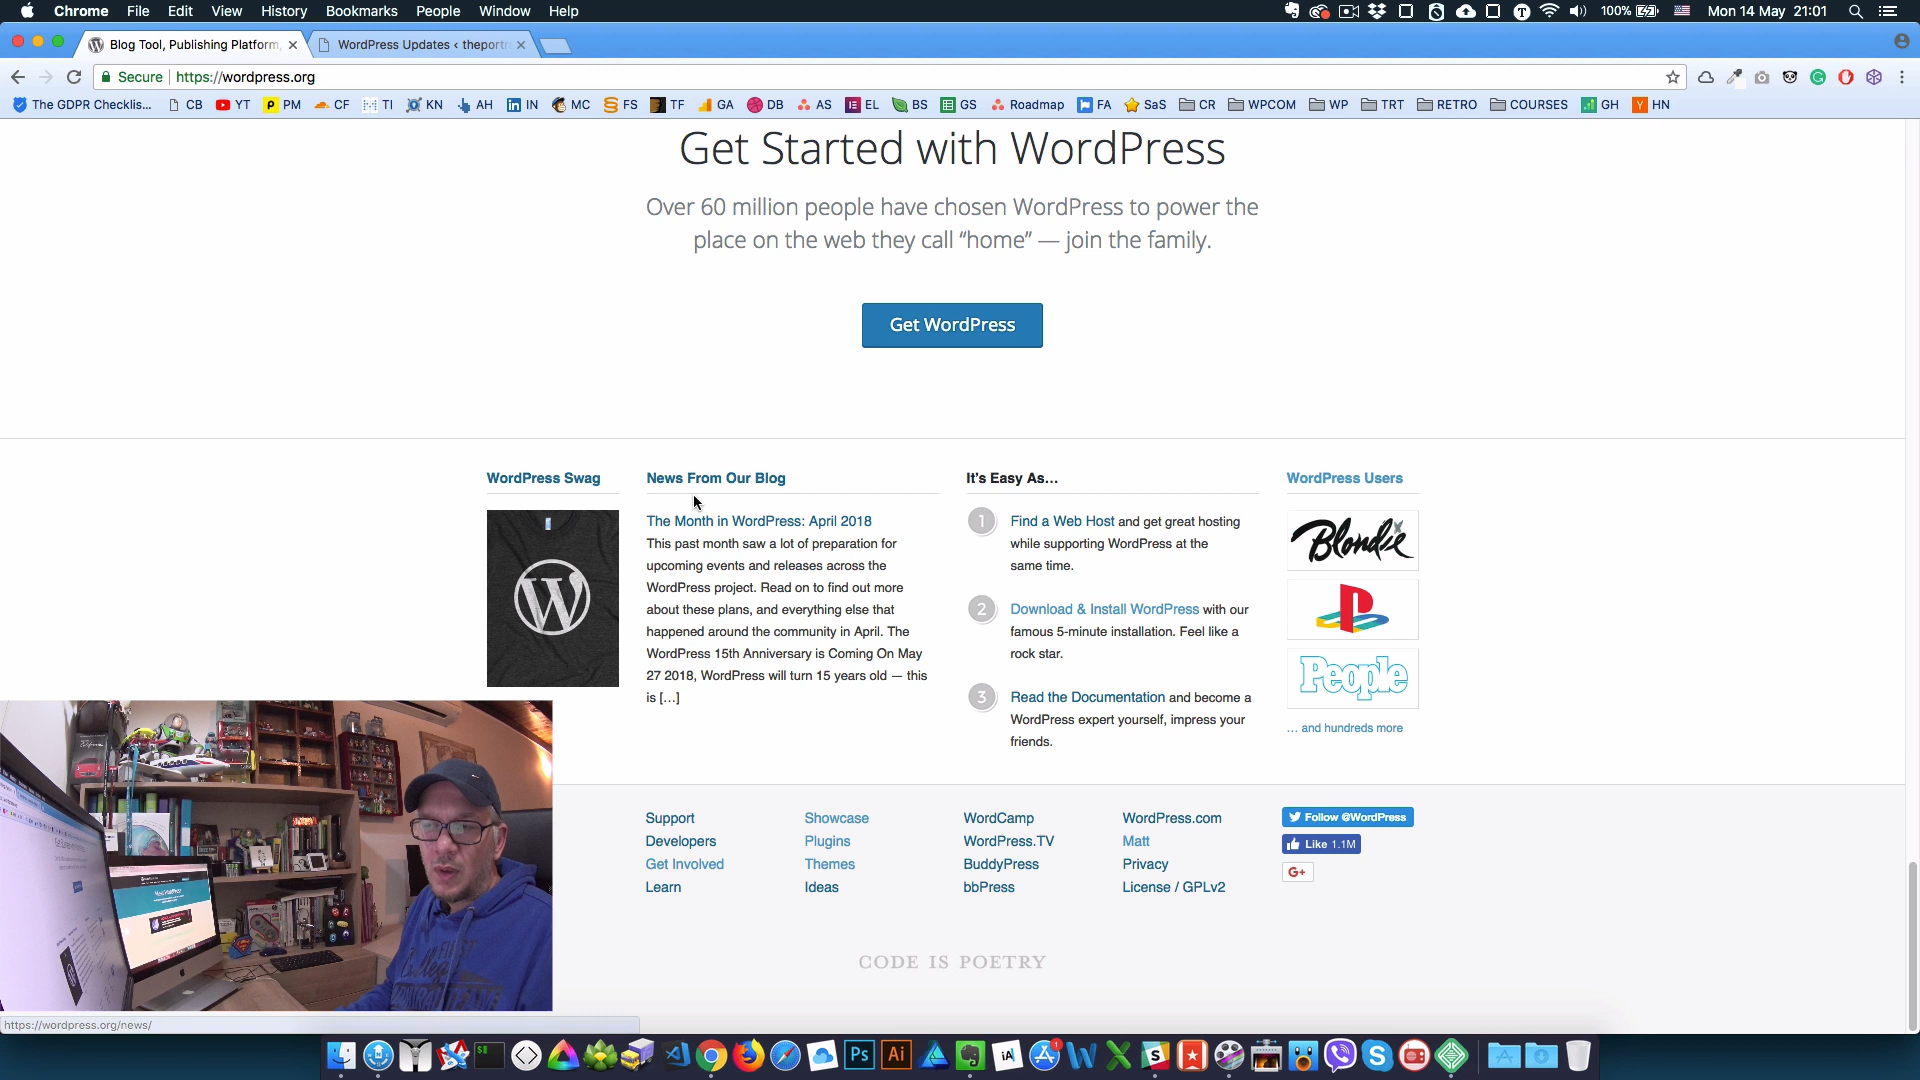 Chrome File Edit View History Bookmarks People Window Help
100% Mon 14 May 21:01
Blog Tool, Publishing Platform,
WordPress Updates ‹ theportr
Secure https://wordpress.org
The GDPR Checklis... CB YT PM CF TI KN AH IN MC FS TF GA DB AS EL BS GS Roadmap FA SaS CR WPCOM WP TRT RETRO COURSES GH HN
Get Started with WordPress
Over 60 million people have chosen WordPress to power the
place on the web they call “home” — join the family.
Get WordPress
WordPress Swag
News From Our Blog
The Month in WordPress: April 2018
This past month saw a lot of preparation for
upcoming events and releases across the
WordPress project. Read on to find out more
about these plans, and everything else that
happened around the community in April. The
WordPress 15th Anniversary is Coming On May
27 2018, WordPress will turn 15 years old — this
is […]
It’s Easy As…
1 Find a Web Host and get great hosting
while supporting WordPress at the
same time.
2 Download & Install WordPress with our
famous 5-minute installation. Feel like a
rock star.
3 Read the Documentation and become a
WordPress expert yourself, impress your
friends.
WordPress Users
Blondie
People
… and hundreds more
Support
Developers
Get Involved
Learn
Showcase
Plugins
Themes
Ideas
WordCamp
WordPress.TV
BuddyPress
bbPress
WordPress.com
Matt
Privacy
License / GPLv2
Follow @WordPress
Like 1.1M
G+
CODE IS POETRY
https://wordpress.org/news/
Ps Ai iA 1